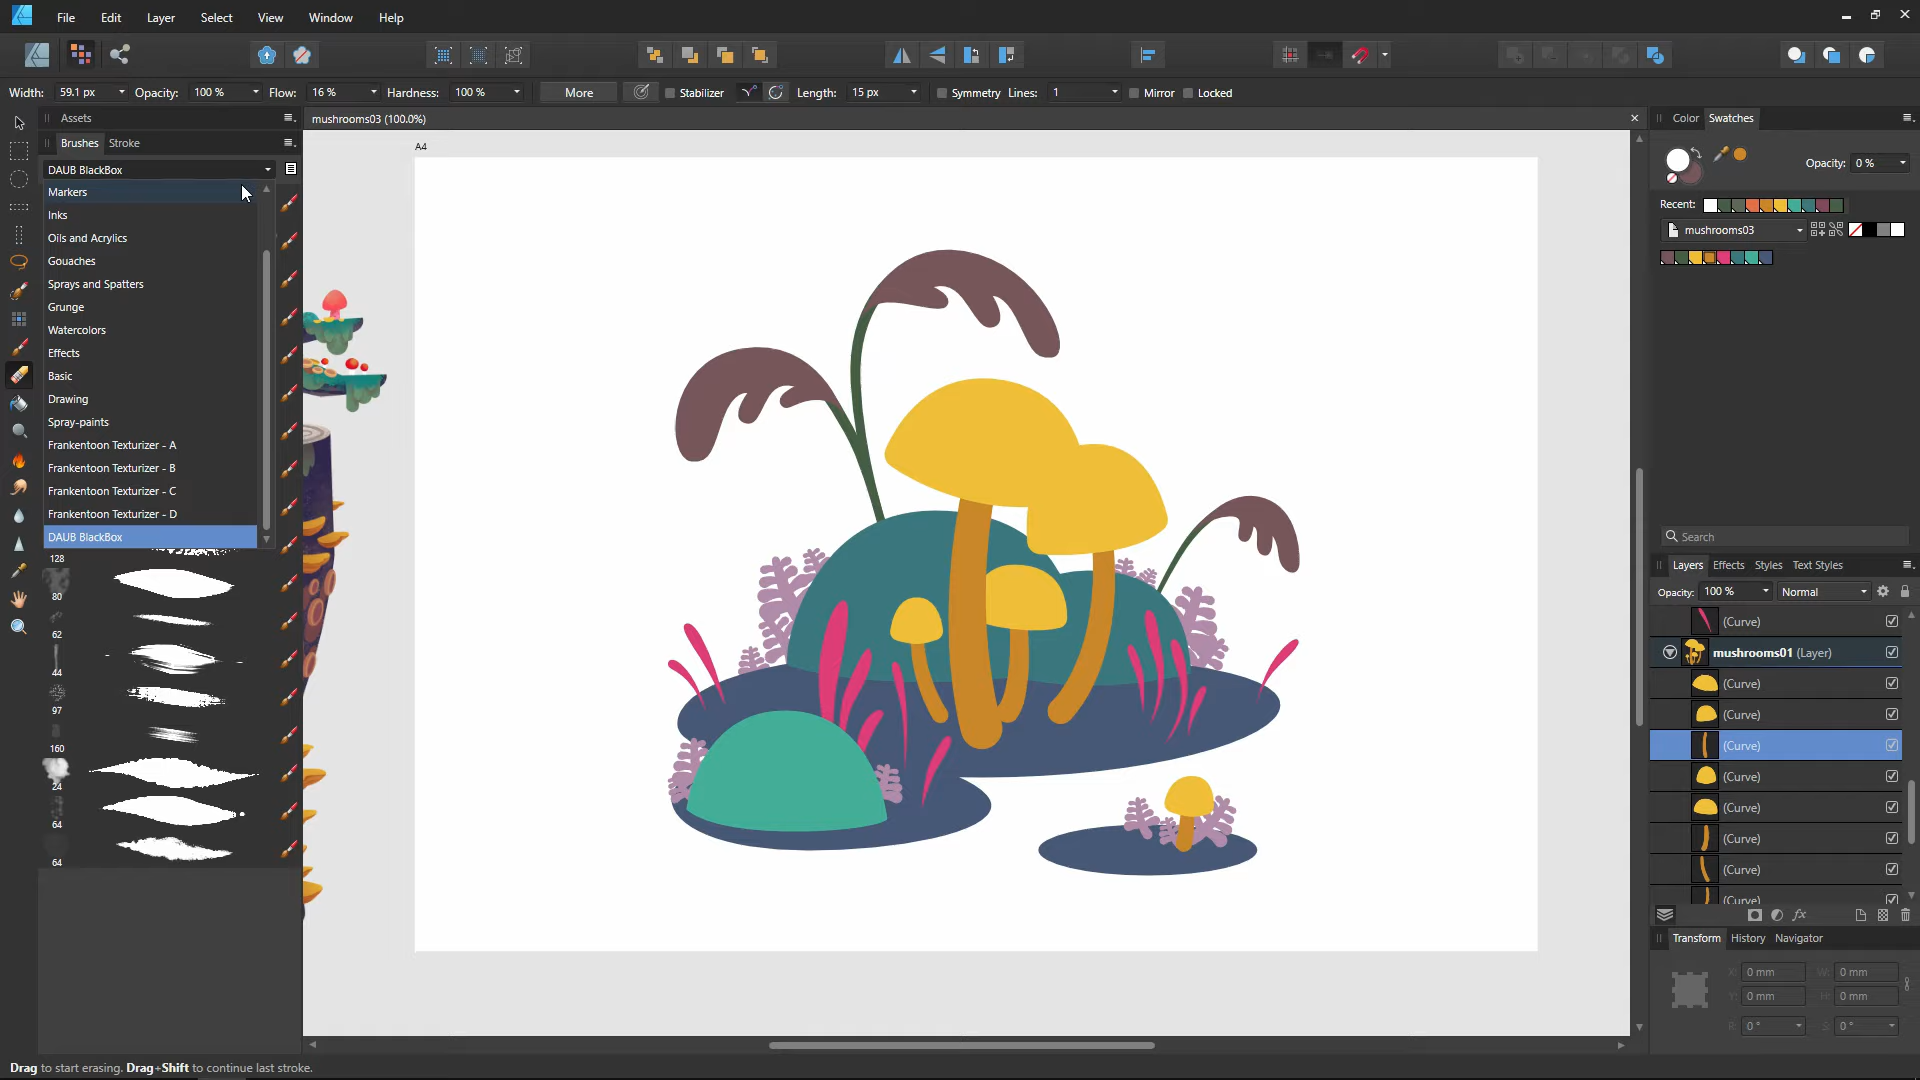 File Edit Layer Select View Window Help
Width: 59.1 px Opacity: 100 % Flow: 16 % Hardness: 100 % More Stabilizer Length: 15 px Symmetry Lines: 1 Mirror Locked
Assets
mushrooms03 (100.0%)
Brushes Stroke
DAUB BlackBox
Markers
Inks
Oils and Acrylics
Gouaches
Sprays and Spatters
Grunge
Watercolors
Effects
Basic
Drawing
Spray-paints
Frankentoon Texturizer - A
Frankentoon Texturizer - B
Frankentoon Texturizer - C
Frankentoon Texturizer - D
DAUB BlackBox
128
80
62
44
97
160
24
64
64
A4
Color Swatches
Opacity: 0 %
Recent:
mushrooms03
Search
Layers Effects Styles Text Styles
Opacity: 100 % Normal
(Curve)
mushrooms01 (Layer)
(Curve)
(Curve)
(Curve)
(Curve)
(Curve)
(Curve)
(Curve)
(Curve)
fx
Transform History Navigator
X: 0 mm W: 0 mm
Y: 0 mm H: 0 mm
R: 0 ° S: 0 °
Drag to start erasing. Drag+Shift to continue last stroke.